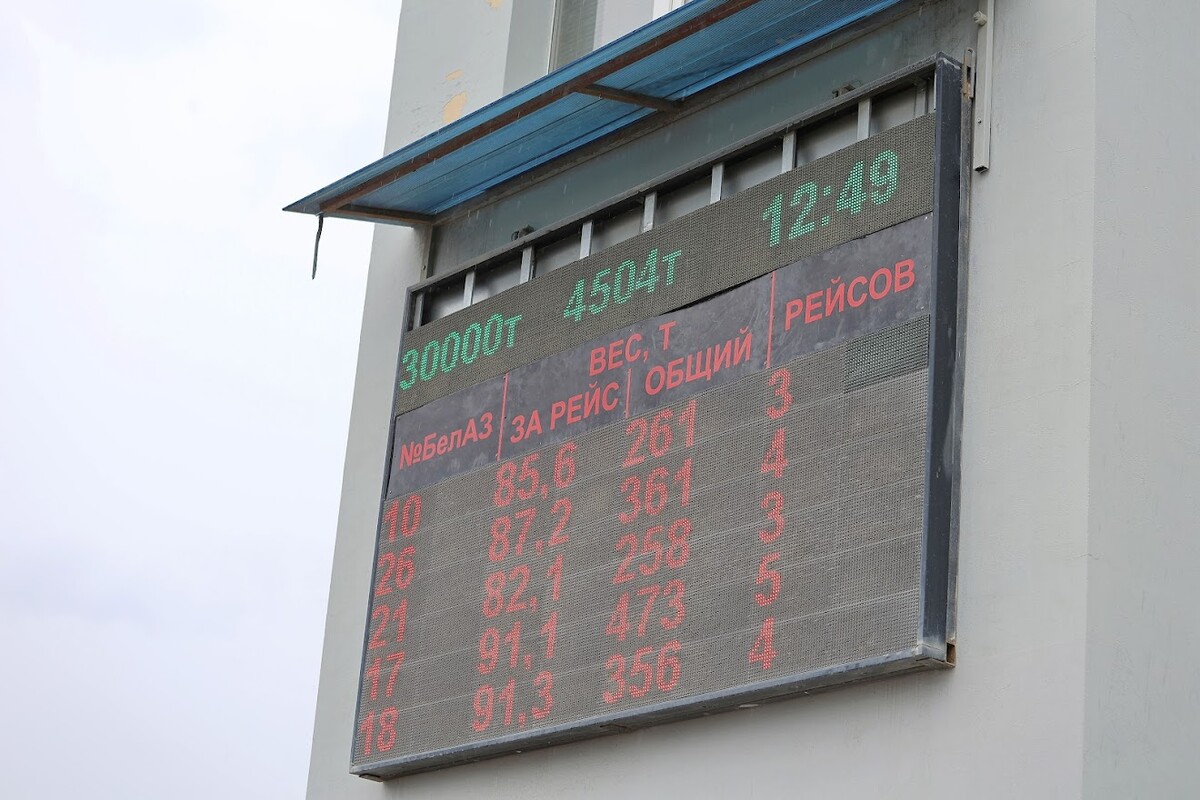 30000т 4504т 12:49
№БелАЗ ВЕС, Т РЕЙСОВ
ЗА РЕЙС ОБЩИЙ
10 85,6 261 3
26 87,2 361 4
21 82,1 258 3
17 91,1 473 5
18 91,3 356 4